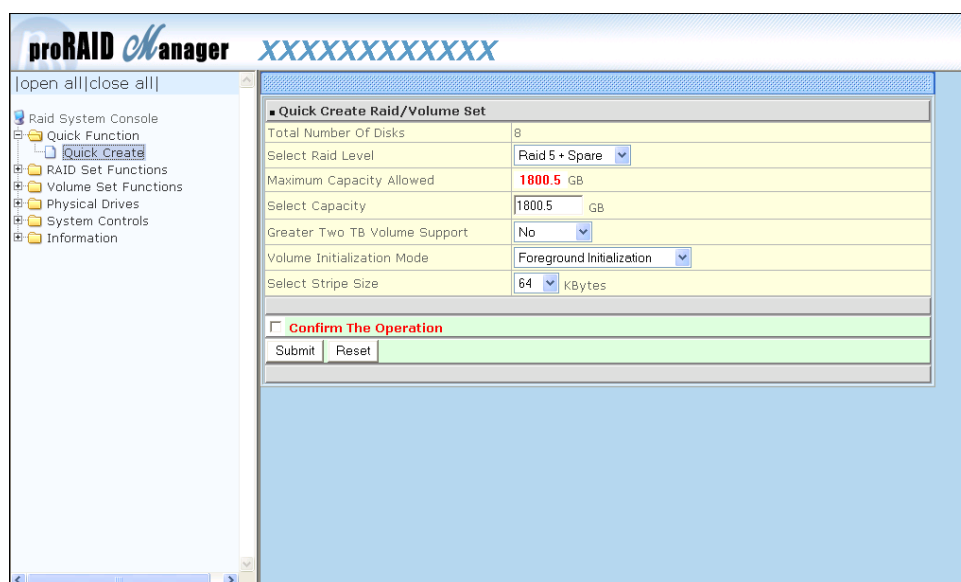 proRAID Manager XXXXXXXXXXXX
|open all|close all|
Raid System Console
Quick Function
Quick Create
RAID Set Functions
Volume Set Functions
Physical Drives
System Controls
Information
Quick Create Raid/Volume Set
Total Number Of Disks 8
Select Raid Level Raid 5 + Spare
Maximum Capacity Allowed 1800.5 GB
Select Capacity 1800.5 GB
Greater Two TB Volume Support No
Volume Initialization Mode Foreground Initialization
Select Stripe Size 64 KBytes
Confirm The Operation
Submit Reset